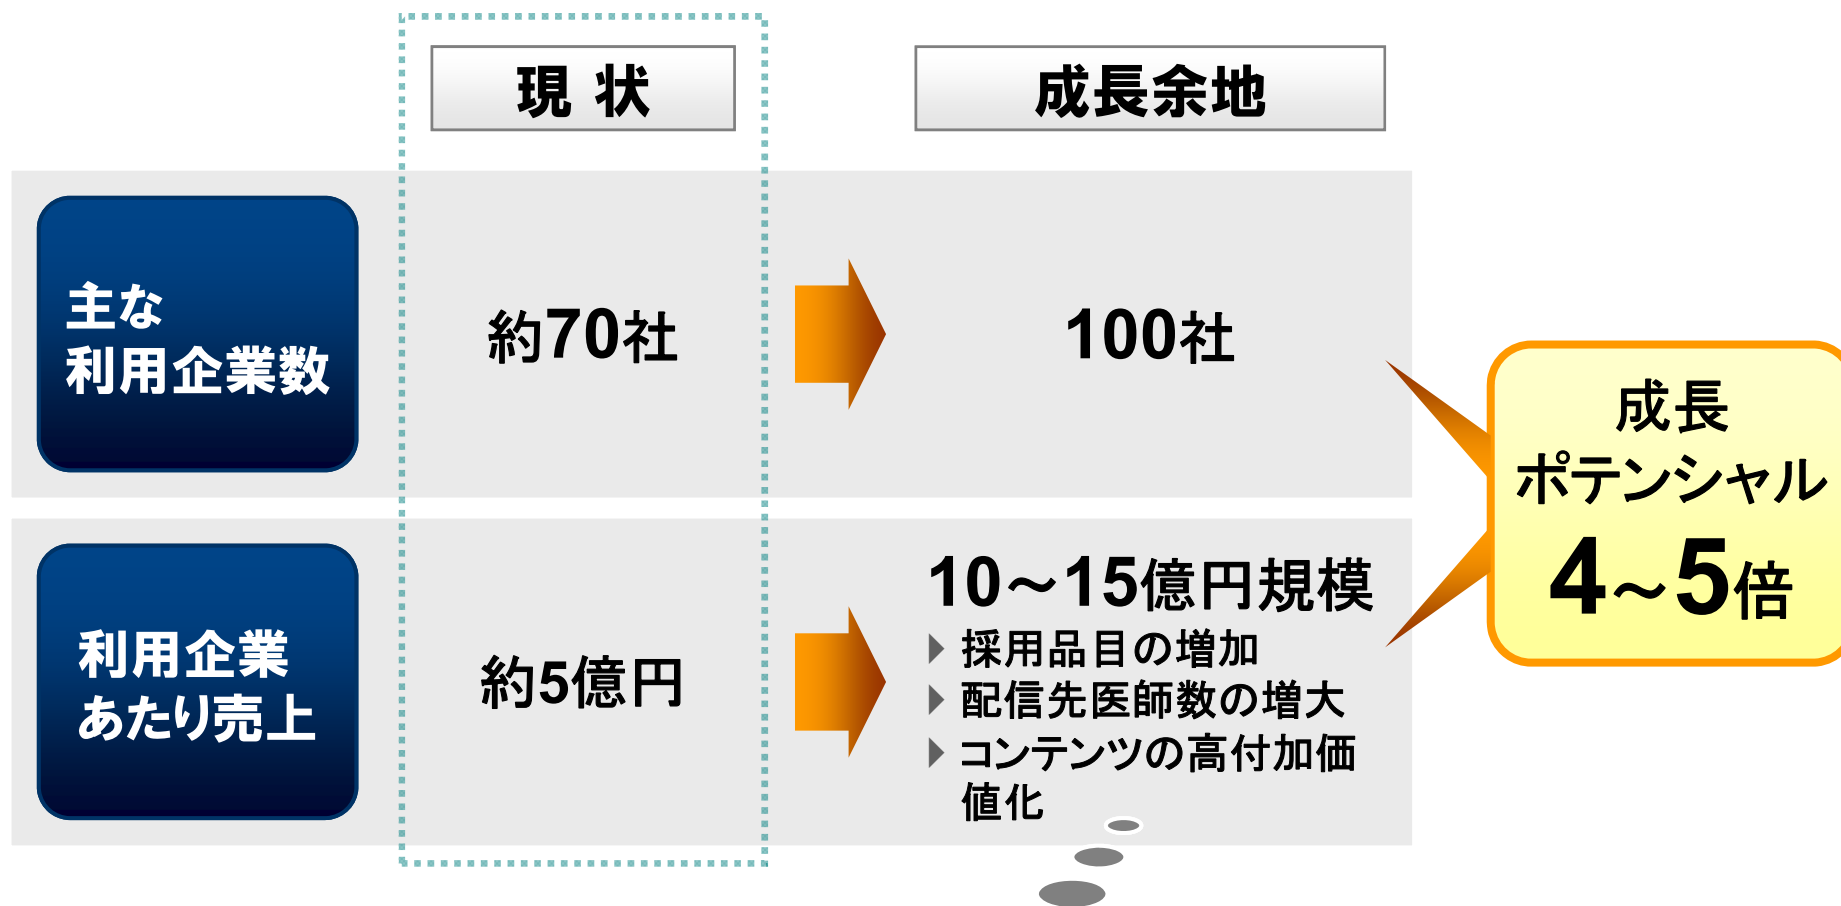 現 状
成長余地
主な
利用企業数
約70社
100社
利用企業
あたり売上
約5億円
10～15億円規模
採用品目の増加
配信先医師数の増大
コンテンツの高付加価
値化
成長
ポテンシャル
4～5倍